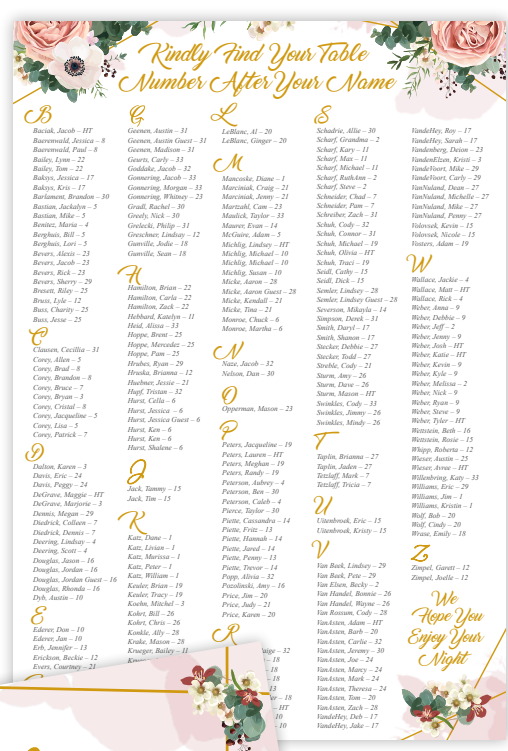 Kindly Find Your Table
Number After Your Name
B
Baciak, Jacob – HT
Baerenwald, Jessica – 8
Baerenwald, Paul – 8
Bailey, Lynn – 22
Bailey, Tom – 22
Baksys, Jessica – 17
Baksys, Kris – 17
Barlament, Brandon – 30
Bastian, Jackalyn – 5
Bastian, Mike – 5
Benitez, Maria – 4
Berghuis, Bill – 5
Berghuis, Lori – 5
Bevers, Alexis – 23
Bevers, Jacob – 23
Bevers, Rick – 23
Bevers, Sherry – 29
Bresett, Riley – 25
Bruss, Lyle – 12
Buss, Charity – 25
Buss, Jesse – 25
C
Clausen, Cecillia – 31
Corey, Allen – 5
Corey, Brad – 8
Corey, Brandon – 8
Corey, Bruce – 7
Corey, Bryan – 3
Corey, Cristal – 8
Corey, Jacqueline – 5
Corey, Lisa – 5
Corey, Patrick – 7
D
Dalton, Karen – 3
Davis, Eric – 24
Davis, Peggy – 24
DeGrave, Maggie – HT
DeGrave, Marjorie – 3
Dennis, Megan – 29
Diedrick, Colleen – 7
Diedrick, Dennis – 7
Deering, Lindsay – 4
Deering, Scott – 4
Douglas, Jason – 16
Douglas, Jordan – 16
Douglas, Jordan Guest – 16
Douglas, Rhonda – 16
Dyb, Austin – 10
E
Ederer, Don – 10
Ederer, Jan – 10
Erb, Jennifer – 13
Erickson, Beckie – 12
Evers, Courtney – 21
G
Geenen, Austin – 31
Geenen, Austin Guest – 31
Geenen, Madison – 31
Geurts, Carly – 33
Goddake, Jacob – 32
Gonnering, Jacob – 33
Gonnering, Morgan – 33
Gonnering, Whitney – 23
Gradl, Rachel – 30
Greely, Nick – 30
Grelecki, Philip – 31
Greschner, Lindsay – 12
Gunville, Jodie – 18
Gunville, Sean – 18
H
Hamilton, Brian – 22
Hamilton, Carla – 22
Hamilton, Zack – 22
Hebbard, Katelyn – 11
Heid, Alissa – 33
Hoppe, Brent – 25
Hoppe, Mercedez – 25
Hoppe, Pam – 25
Hrubes, Ryan – 29
Hruska, Brianna – 12
Huebner, Jessie – 21
Hupf, Tristan – 32
Hurst, Cella – 6
Hurst, Jessica – 6
Hurst, Jessica Guest – 6
Hurst, Ken – 6
Hurst, Ken – 6
Hurst, Shalene – 6
J
Jack, Tammy – 15
Jack, Tim – 15
K
Katz, Dane – 1
Katz, Livian – 1
Katz, Marissa – 1
Katz, Peter – 1
Katz, William – 1
Keuler, Brian – 19
Keuler, Tracy – 19
Koehn, Mitchel – 3
Kohrt, Bill – 26
Kohrt, Chris – 26
Konkle, Ally – 28
Krake, Mason – 28
Krueger, Bailey – 11
L
LeBlanc, Al – 20
LeBlanc, Ginger – 20
M
Mancoske, Diane – 1
Marciniak, Craig – 21
Marciniak, Jenny – 21
Martzahl, Cam – 23
Maulick, Taylor – 33
Maurer, Evan – 14
McGuire, Adam – 5
Michlig, Lindsey – HT
Michlig, Michael – 10
Michlig, Michael – 10
Michlig, Susan – 10
Micke, Aaron – 28
Micke, Aaron Guest – 28
Micke, Kendall – 21
Micke, Tina – 21
Monroe, Chuck – 6
Monroe, Martha – 6
N
Naze, Jacob – 32
Nelson, Dan – 30
O
Opperman, Mason – 23
P
Peters, Jacqueline – 19
Peters, Lauren – HT
Peters, Meghan – 19
Peters, Randy – 19
Peterson, Aubrey – 4
Peterson, Ben – 30
Peterson, Caleb – 4
Pierce, Taylor – 30
Piette, Cassandra – 14
Piette, Fritz – 13
Piette, Hannah – 14
Piette, Jared – 14
Piette, Penny – 13
Piette, Trevor – 14
Popp, Alivia – 32
Pozolinski, Amy – 16
Price, Jim – 20
Price, Judy – 21
Price, Karen – 20
R
Paige – 32
– 18
– 18
– 18
13
– 18
– HT
– 10
– 10
S
Schadrie, Allie – 30
Scharf, Grandma – 2
Scharf, Kary – 11
Scharf, Max – 11
Scharf, Michael – 11
Scharf, RuthAnn – 2
Scharf, Steve – 2
Schneider, Chad – 7
Schneider, Pam – 7
Schreiber, Zach – 31
Schuh, Cody – 32
Schuh, Connor – 31
Schuh, Michael – 19
Schuh, Olivia – HT
Schuh, Traci – 19
Seidl, Cathy – 15
Seidl, Dick – 15
Semler, Lindsey – 28
Semler, Lindsey Guest – 28
Severson, Mikayla – 14
Simpson, Derek – 31
Smith, Daryl – 17
Smith, Shanon – 17
Stecker, Debbie – 27
Stecker, Todd – 27
Streble, Cody – 21
Sturm, Amy – 26
Sturm, Dave – 26
Sturm, Mason – HT
Swinkles, Cody – 33
Swinkles, Jimmy – 26
Swinkles, Mindy – 26
T
Taplin, Brianna – 27
Taplin, Jaden – 27
Tetzlaff, Mark – 7
Tetzlaff, Tricia – 7
U
Uitenbroek, Eric – 15
Uitenbroek, Kristy – 15
V
Van Beek, Lindsey – 29
Van Beek, Pete – 29
Van Elsen, Becky – 2
Van Handel, Bonnie – 26
Van Handel, Wayne – 26
Van Rossum, Cody – 28
VanAsten, Adam – HT
VanAsten, Barb – 20
VanAsten, Carlie – 32
VanAsten, Jeremy – 30
VanAsten, Joe – 24
VanAsten, Marcy – 24
VanAsten, Mark – 24
VanAsten, Theresa – 24
VanAsten, Tom – 20
VanAsten, Zach – 28
VandeHey, Deb – 17
VandeHey, Jake – 17
VandeHey, Roy – 17
VandeHey, Sarah – 17
Vandenberg, Deion – 23
VandenElzen, Kristi – 3
VandeVoort, Mike – 29
VandeVoort, Carly – 29
VanNuland, Dean – 27
VanNuland, Michelle – 27
VanNuland, Mike – 27
VanNuland, Penny – 27
Volovsek, Kevin – 15
Volovsek, Nicole – 15
Vosters, Adam – 19
W
Wallace, Jackie – 4
Wallace, Matt – HT
Wallace, Rick – 4
Weber, Anna – 9
Weber, Debbie – 9
Weber, Jeff – 2
Weber, Jenny – 9
Weber, Josh – HT
Weber, Katie – HT
Weber, Kevin – 9
Weber, Kyle – 9
Weber, Melissa – 2
Weber, Nick – 9
Weber, Ryan – 9
Weber, Steve – 9
Weber, Tyler – HT
Wettstein, Beth – 16
Wettstein, Rosie – 15
Whipp, Roberta – 12
Wieser, Austin – 25
Wieser, Avree – HT
Willenbring, Katy – 33
Williams, Eric – 29
Williams, Jim – 1
Williams, Kristin – 1
Wolf, Bob – 20
Wolf, Cindy – 20
Wrase, Emily – 18
Z
Zimpel, Garett – 12
Zimpel, Joelle – 12
We
Hope You
Enjoy Your
Night